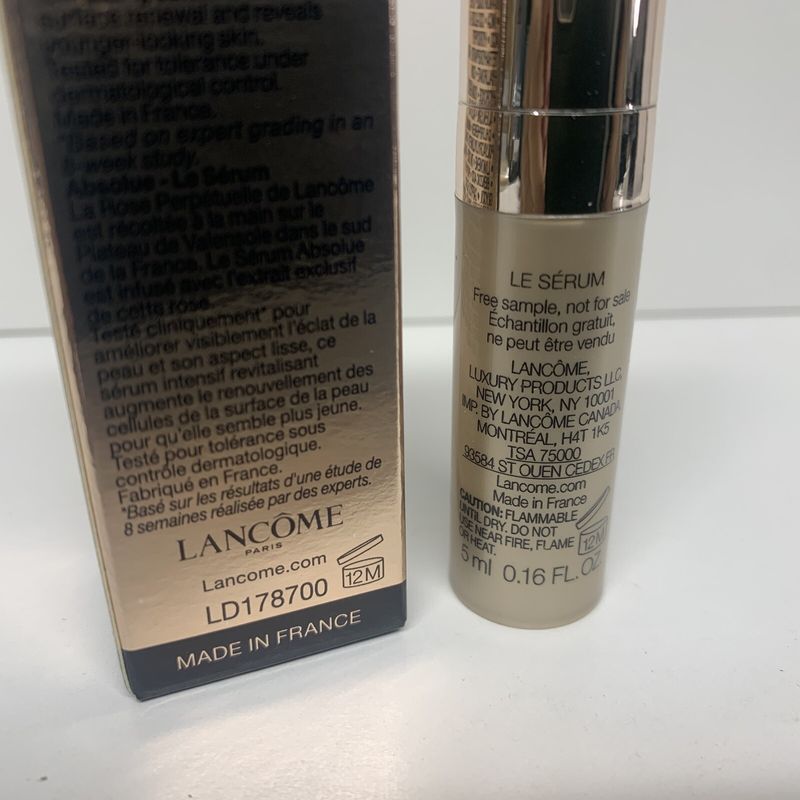 renewal and reveals
younger-looking skin.
Tested for tolerance under
dermatological control.
Made in France.
*Based on expert grading in an
8-week study.
Absolue - Le Sérum
La Rose Perpétuelle de Lancôme
est récoltée à la main sur le
Plateau de Valensole dans le sud
de la France. Le Sérum Absolue
est infusé avec l'extrait exclusif
de cette rose.
Testé cliniquement* pour
améliorer visiblement l'éclat de la
peau et son aspect lisse, ce
sérum intensif revitalisant
augmente le renouvellement des
cellules de la surface de la peau
pour qu'elle semble plus jeune.
Testé pour tolérance sous
contrôle dermatologique.
Fabriqué en France.
*Basé sur les résultats d'une étude de
8 semaines réalisée par des experts.
LANCÔME
PARIS
Lancome.com
12M
LD178700
MADE IN FRANCE
LE SÉRUM
Free sample, not for sale
Échantillon gratuit,
ne peut être vendu
LANCÔME,
LUXURY PRODUCTS LLC,
NEW YORK, NY 10001
IMP. BY LANCÔME CANADA,
MONTRÉAL, H4T 1K5
TSA 75000
93584 ST OUEN CEDEX FR
Lancome.com
Made in France
CAUTION: FLAMMABLE
UNTIL DRY. DO NOT
USE NEAR FIRE, FLAME
OR HEAT.
12M
5 ml 0.16 FL. OZ.